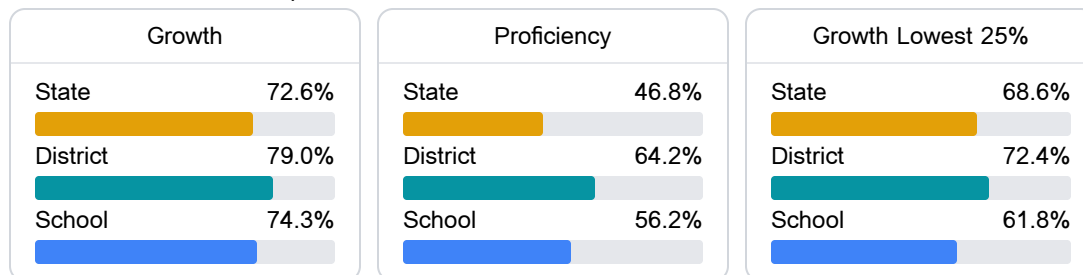 Growth
State 72.6%
District 79.0%
School 74.3%
Proficiency
State 46.8%
District 64.2%
School 56.2%
Growth Lowest 25%
State 68.6%
District 72.4%
School 61.8%